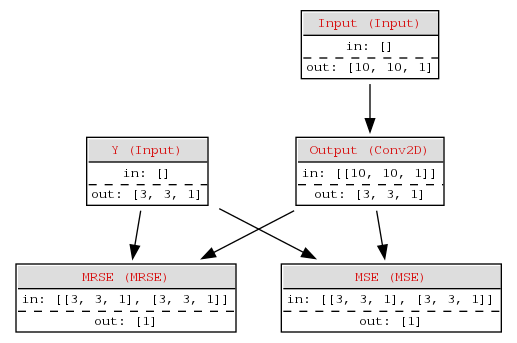 Input (Input)
in: []
out: [10, 10, 1]
Y (Input)
in: []
out: [3, 3, 1]
Output (Conv2D)
in: [[10, 10, 1]]
out: [3, 3, 1]
MRSE (MRSE)
in: [[3, 3, 1], [3, 3, 1]]
out: [1]
MSE (MSE)
in: [[3, 3, 1], [3, 3, 1]]
out: [1]